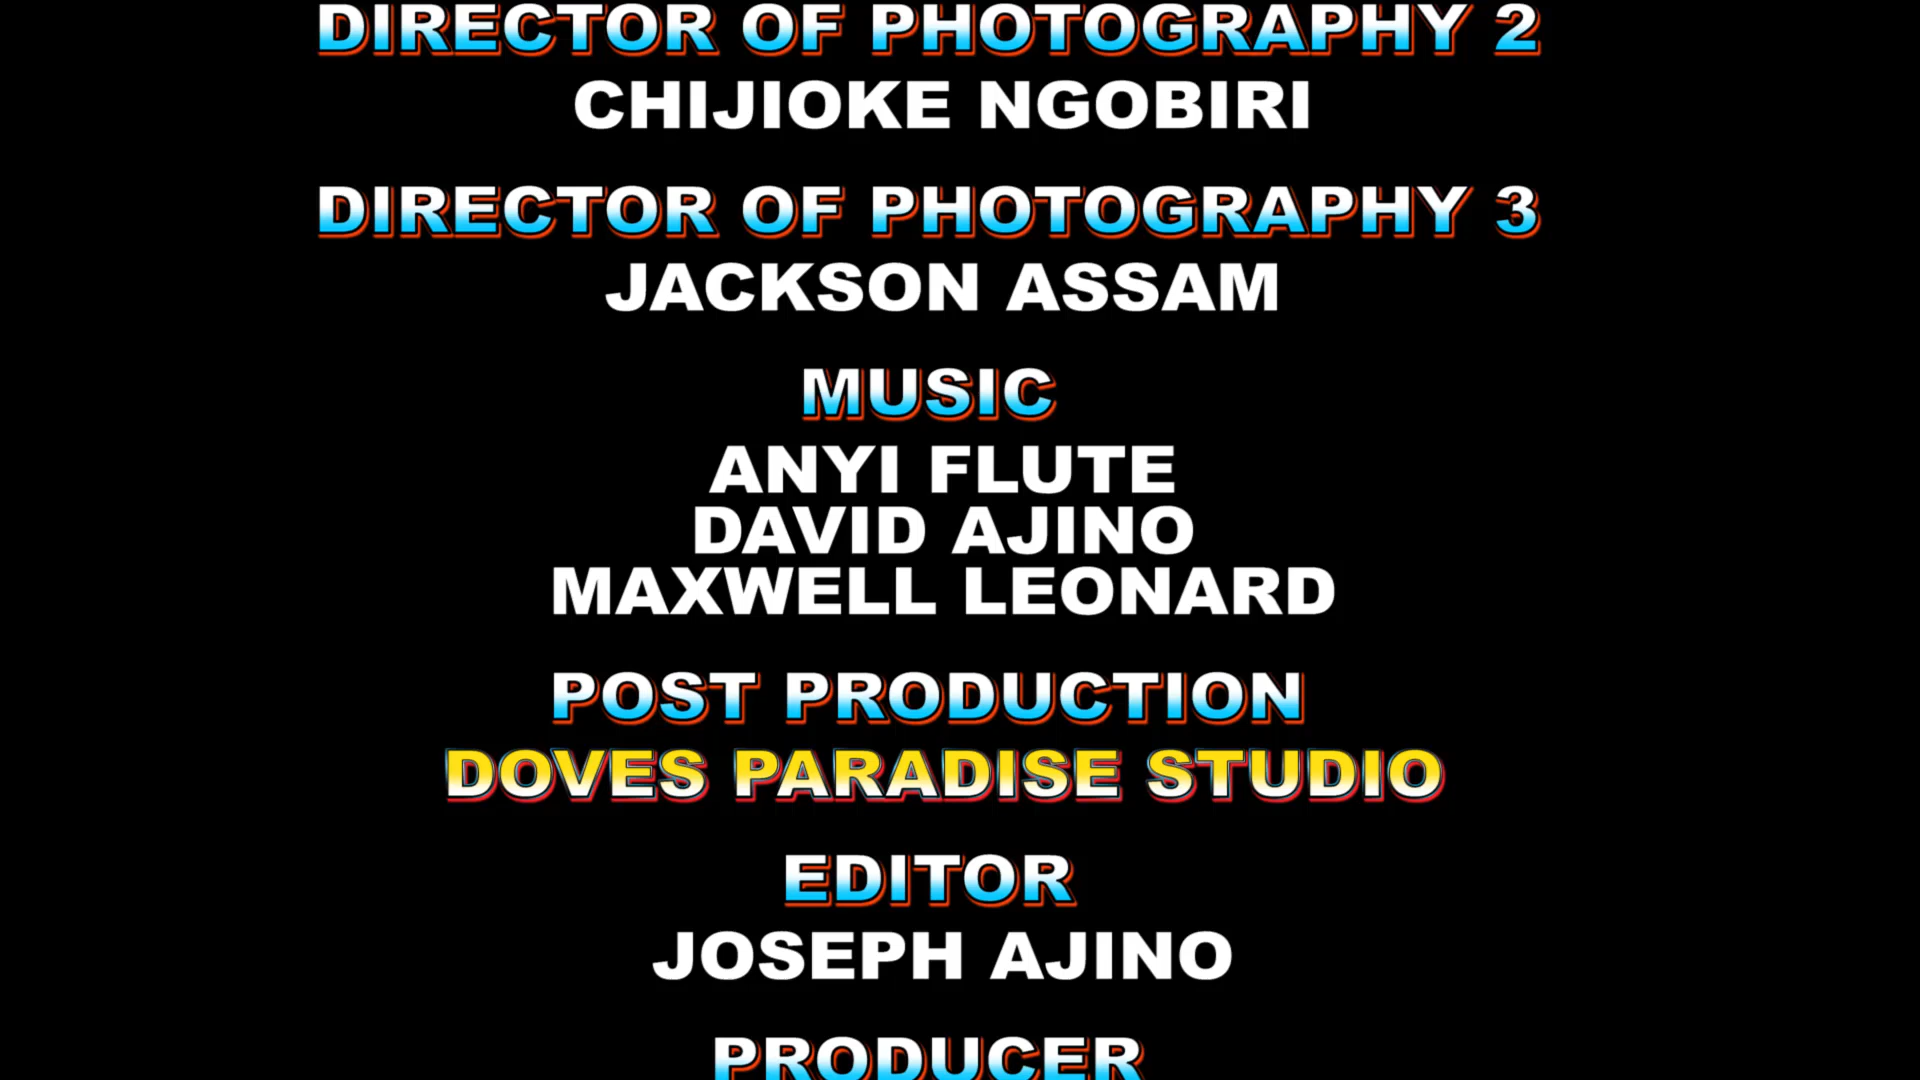 DIRECTOR OF PHOTOGRAPHY 2
CHIJIOKE NGOBIRI
DIRECTOR OF PHOTOGRAPHY 3
JACKSON ASSAM
MUSIC
ANYI FLUTE
DAVID AJINO
MAXWELL LEONARD
POST PRODUCTION
DOVES PARADISE STUDIO
EDITOR
JOSEPH AJINO
PRODUCER